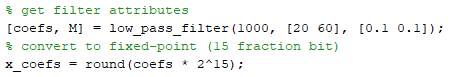 % get filter attributes
[coefs, M] = low_pass_filter(1000, [20 60], [0.1 0.1]);
% convert to fixed-point (15 fraction bit)
x_coefs = round(coefs * 2^15);